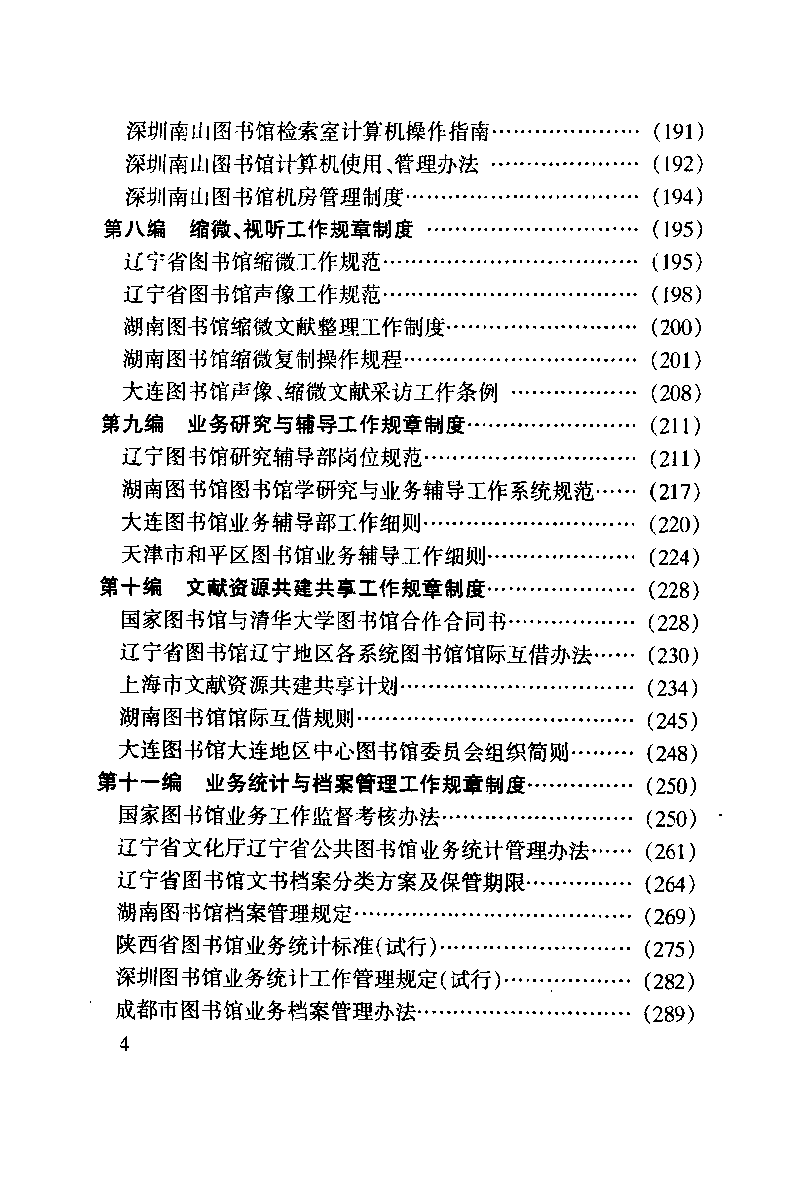 深圳南山图书馆检索室计算机操作指南…………………(191)
深圳南山图书馆计算机使用、管理办法…………………(192)
深圳南山图书馆机房管理制度……………………………(194)
第八编 缩微、视听工作规章制度…………………………(195)
辽宁省图书馆缩微工作规范………………………………(195)
辽宁省图书馆声像工作规范………………………………(198)
湖南图书馆缩微文献整理工作制度………………………(200)
湖南图书馆缩微复制操作规程……………………………(201)
大连图书馆声像、缩微文献采访工作条例………………(208)
第九编 业务研究与辅导工作规章制度……………………(211)
辽宁图书馆研究辅导部岗位规范…………………………(211)
湖南图书馆图书馆学研究与业务辅导工作系统规范……(217)
大连图书馆业务辅导部工作细则…………………………(220)
天津市和平区图书馆业务辅导工作细则…………………(224)
第十编 文献资源共建共享工作规章制度…………………(228)
国家图书馆与清华大学图书馆合作合同书………………(228)
辽宁省图书馆辽宁地区各系统图书馆馆际互借办法……(230)
上海市文献资源共建共享计划……………………………(234)
湖南图书馆馆际互借规则…………………………………(245)
大连图书馆大连地区中心图书馆委员会组织简则………(248)
第十一编 业务统计与档案管理工作规章制度……………(250)
国家图书馆业务工作监督考核办法………………………(250)
辽宁省文化厅辽宁省公共图书馆业务统计管理办法……(261)
辽宁省图书馆文书档案分类方案及保管期限……………(264)
湖南图书馆档案管理规定…………………………………(269)
陕西省图书馆业务统计标准(试行)………………………(275)
深圳图书馆业务统计工作管理规定(试行)………………(282)
成都市图书馆业务档案管理办法…………………………(289)
4